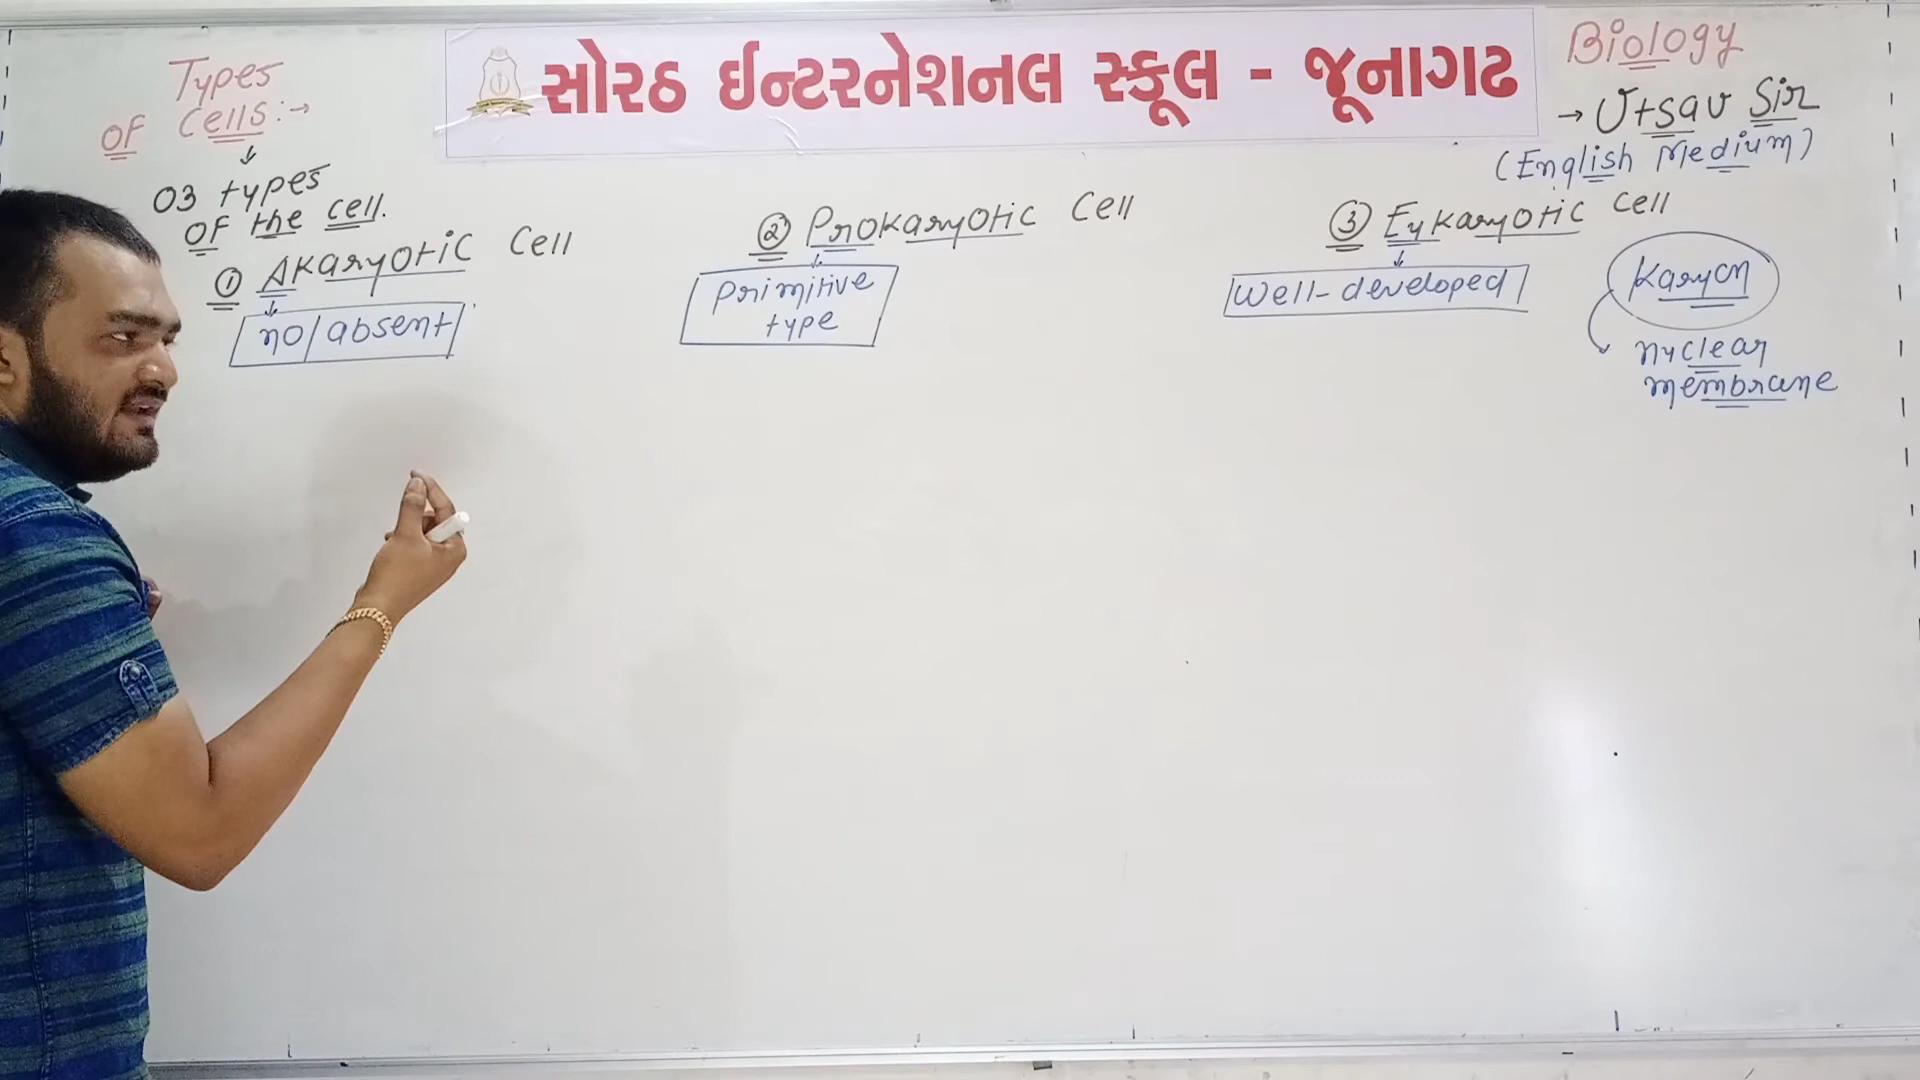 સોરઠ ઈન્ટરનેશનલ સ્કૂલ - જૂનાગઢ
Types
OF Cells:→
↓
03 types
OF the cell.
① Akaryotic Cell
↓
no/absent
② Prokaryotic Cell
↓
Primitive
type
Biology
→ Utsav Sir
(English Medium)
③ Eukaryotic Cell
↓
Well-developed
Karyon
nuclear
membrane